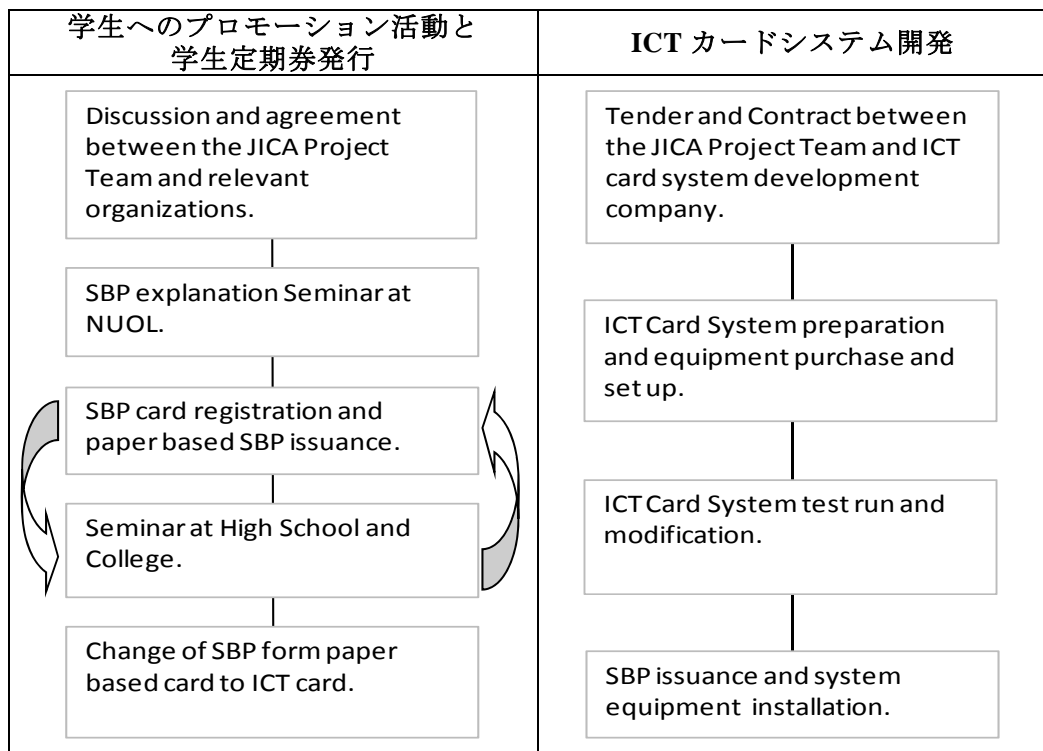 学生へのプロモーション活動と
学生定期券発行
Discussion and agreement
between the JICA Project
Team and relevant
organizations.
SBP explanation Seminar at
NUOL.
SBP card registration and
paper based SBP issuance.
Seminar at High School and
College.
Change of SBP form paper
based card to ICT card.
ICT カードシステム開発
Tender and Contract between
the JICA Project Team and ICT
card system development
company.
ICT Card System preparation
and equipment purchase and
set up.
ICT Card System test run and
modification.
SBP issuance and system
equipment installation.